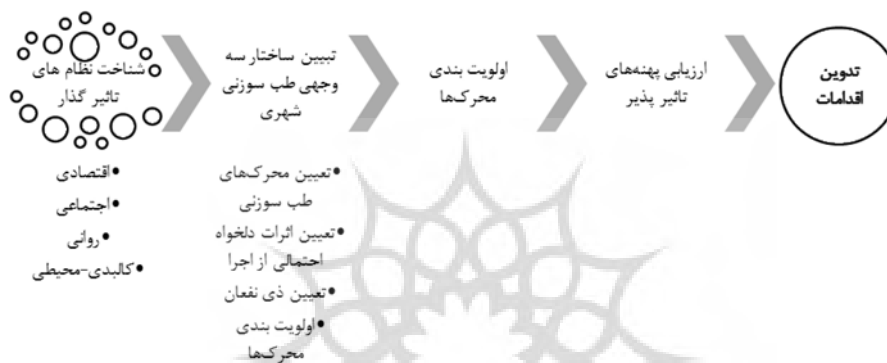 شناخت نظام های
تاثیر گذار
•اقتصادی
•اجتماعی
•روانی
•کالبدی-محیطی
تبیین ساختار سه
وجهی طب سوزنی
شهری
•تعیین محرک‌های
طب سوزنی
•تعیین اثرات دلخواه
احتمالی از اجرا
•تعیین ذی نفعان
•اولویت بندی
محرک‌ها
اولویت بندی
محرک‌ها
ارزیابی پهنه‌های
تاثیر پذیر
تدوین
اقدامات